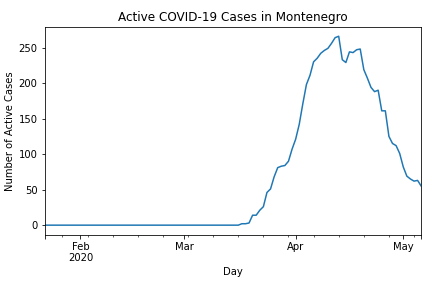 Active COVID-19 Cases in Montenegro
Number of Active Cases
250
200
150
100
50
0
Feb Mar Apr May
2020
Day